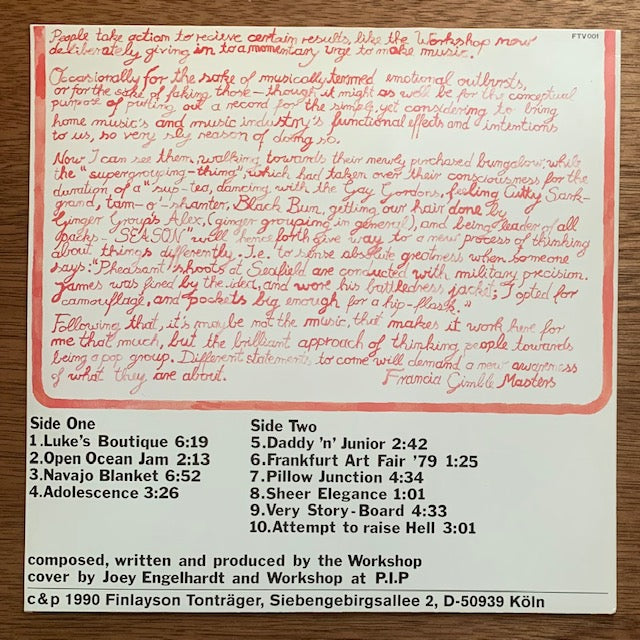 People take action to recieve certain results, like the Workshop now
deliberately giving in to a momentary urge to make music.
FTV001
Occasionally for the sake of musically termed emotional outbursts,
or for the sake of faking those – though it might as well be for the conceptual
purpose of putting out a record for the simple, yet considering to bring
home music's and music industry's functional effects and intentions
to us, so very sly reason of doing so.
Now I can see them, walking towards their newly purchased bungalow, while
the "supergrouping-thing", which had taken over their consciousness for the
duration of a "sup-tea, dancing with the Gay Gordons, feeling Cutty Sark-
grand, tam-o'-shanter, Black Bun, getting our hair done by
Ginger Groups Alex, (ginger grouping in general), and being leader of all
packs – SEASON" will henceforth give way to a new process of thinking
about things differently. I.e. to sense absolute greatness when someone
says: "Pheasant shoots at Seafield are conducted with military precision.
James was fired by the idea, and wore his battledress jacket; I opted for
camouflage, and pockets big enough for a hip-flask."
Following that, it's maybe not the music, that makes it work here for
me that much, but the brilliant approach of thinking people towards
being a pop group. Different statements to come will demand a new awareness
of what they are about.
Francia Gimble Masters
Side One
1.Luke's Boutique 6:19
2.Open Ocean Jam 2:13
3.Navajo Blanket 6:52
4.Adolescence 3:26
Side Two
5.Daddy 'n' Junior 2:42
6.Frankfurt Art Fair '79 1:25
7.Pillow Junction 4:34
8.Sheer Elegance 1:01
9.Very Story-Board 4:33
10.Attempt to raise Hell 3:01
composed, written and produced by the Workshop
cover by Joey Engelhardt and Workshop at P.I.P
c&p 1990 Finlayson Tonträger, Siebengebirgsallee 2, D-50939 Köln